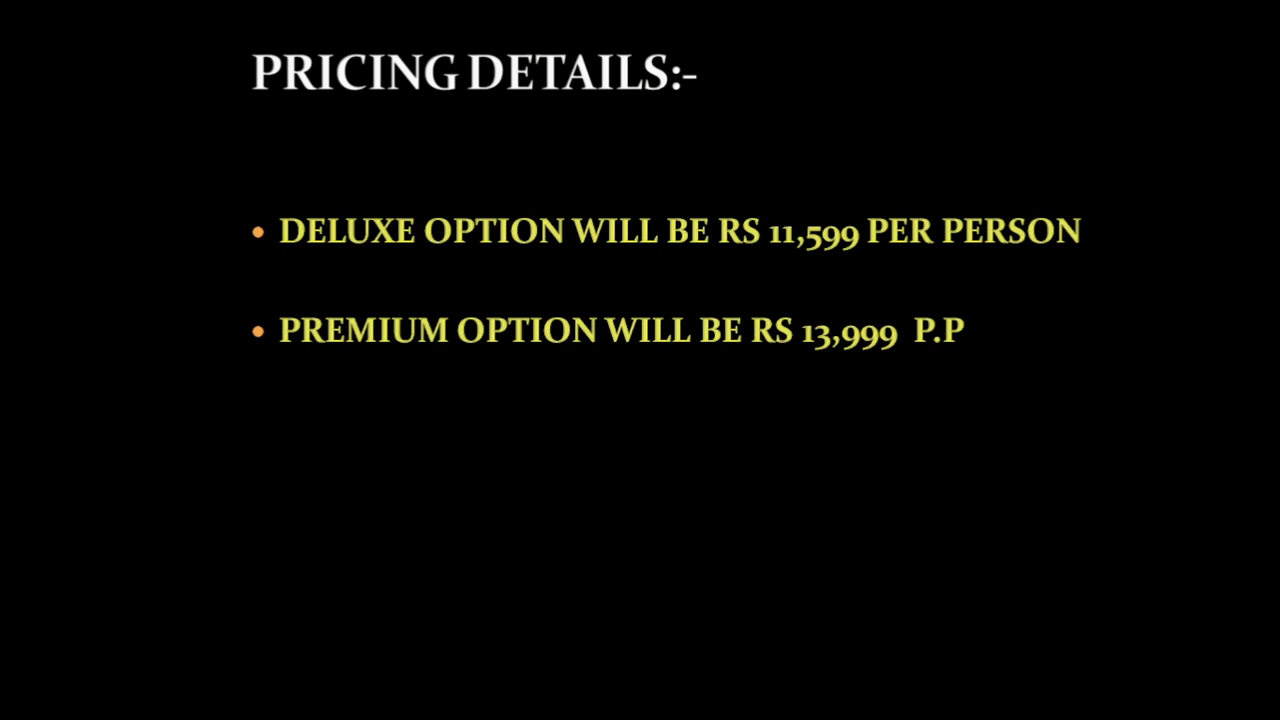 PRICING DETAILS:-
• DELUXE OPTION WILL BE RS 11,599 PER PERSON
• PREMIUM OPTION WILL BE RS 13,999 P.P